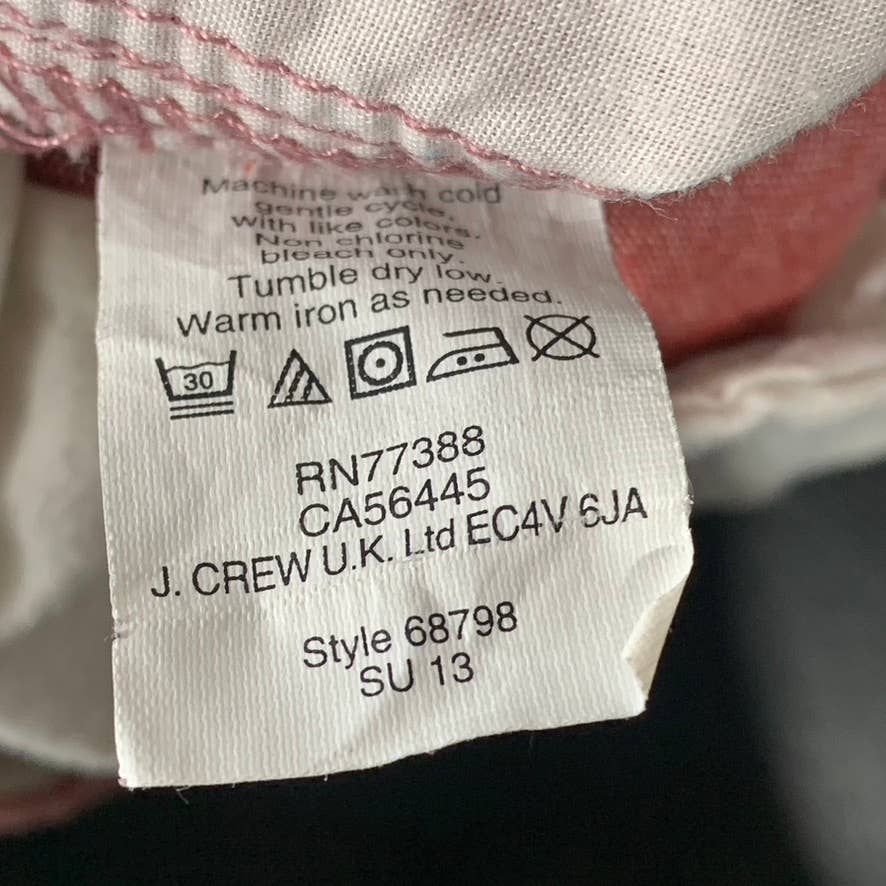 Machine wash cold
gentle cycle.
with like colors.
Non chlorine
bleach only.
Tumble dry low.
Warm iron as needed.
30
RN77388
CA56445
J. CREW U.K. Ltd EC4V 6JA
Style 68798
SU 13